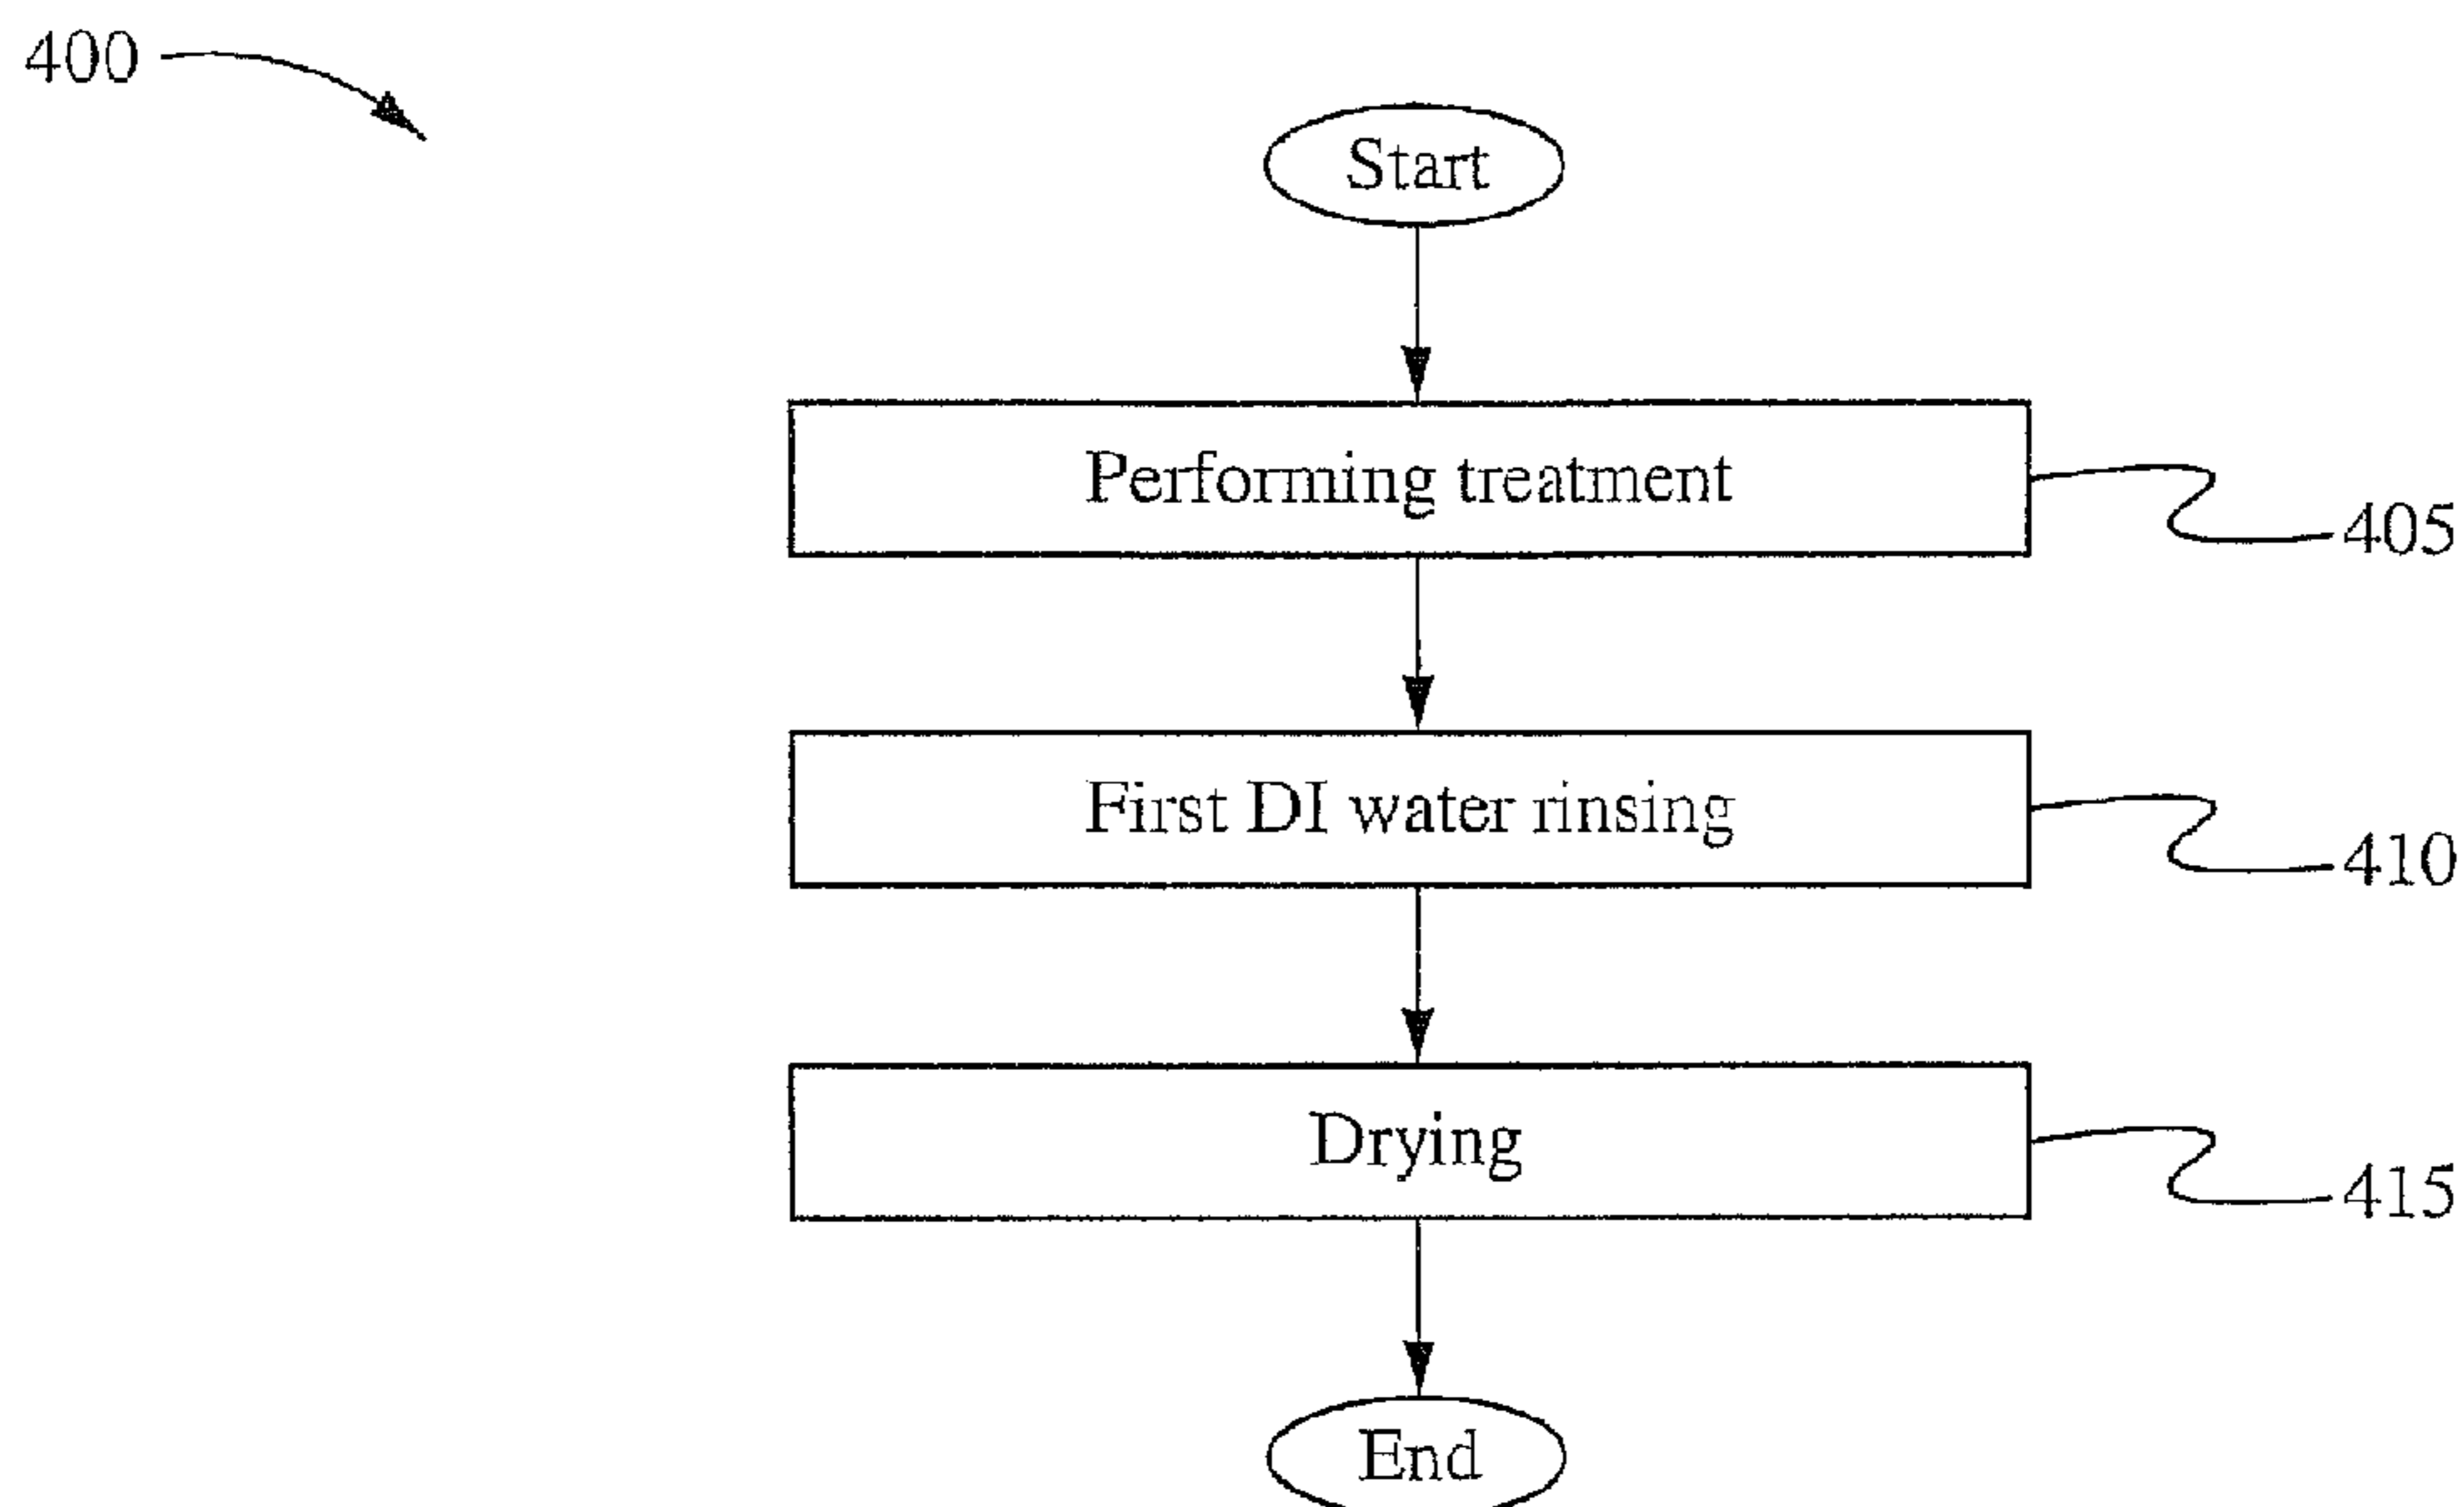 400
Start
Performing treatment
405
First DI water rinsing
410
Drying
415
End